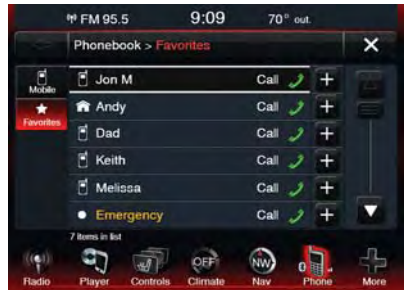 FM 95.5 9:09 70° out.
Phonebook > Favorites X
Mobile Jon M Call +
Favorites Andy Call +
Dad Call +
Keith Call +
Melissa Call +
Emergency Call +
7 items in list
OFF NW
Radio Player Controls Climate Nav Phone More